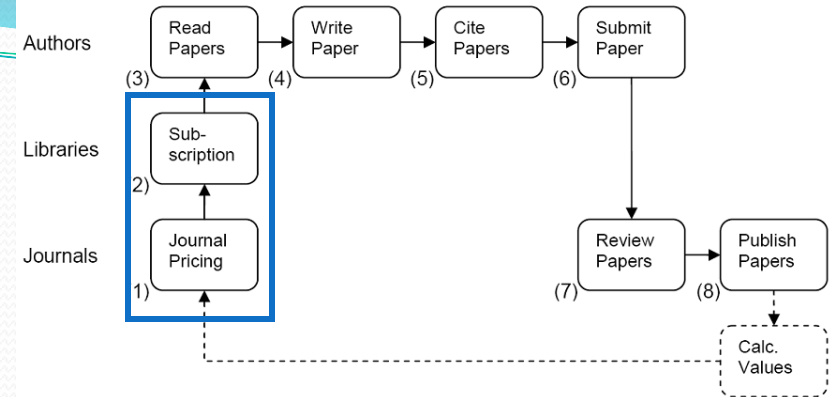 Authors
Read
Papers
(3)
Write
Paper
(4)
Cite
Papers
(5)
Submit
Paper
(6)
Libraries
Sub-
scription
2)
Journals
Journal
Pricing
1)
Review
Papers
(7)
Publish
Papers
(8)
Calc.
Values